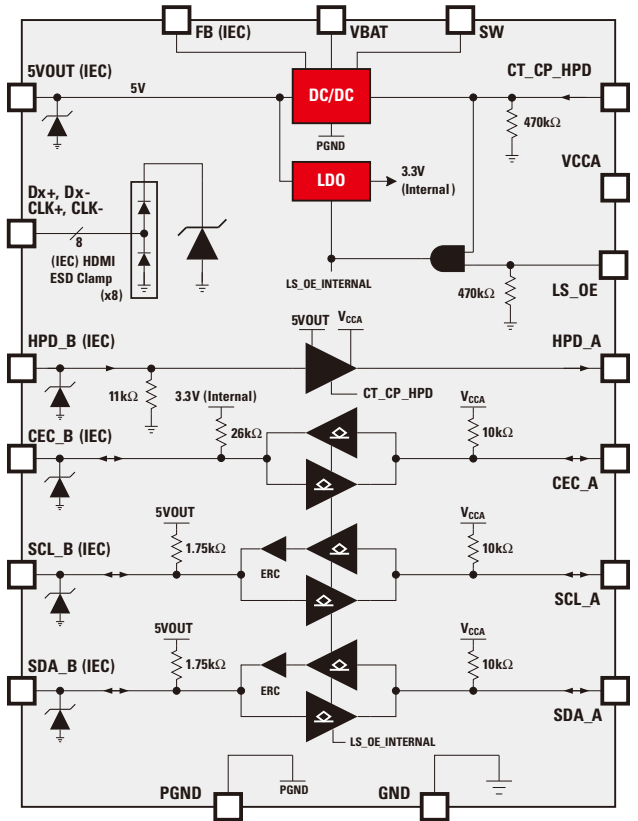 FB (IEC)
VBAT
SW
5VOUT (IEC)
5V
DC/DC
CT_CP_HPD
470kΩ
PGND
VCCA
LDO
3.3V
(Internal )
Dx+, Dx-
CLK+, CLK-
8
(IEC) HDMI
ESD Clamp
(x8)
LS_OE_INTERNAL
470kΩ
LS_OE
HPD_B (IEC)
5VOUT
VCCA
HPD_A
11kΩ
CT_CP_HPD
3.3V (Internal)
VCCA
CEC_B (IEC)
26kΩ
10kΩ
CEC_A
5VOUT
VCCA
SCL_B (IEC)
1.75kΩ
10kΩ
ERC
SCL_A
5VOUT
VCCA
SDA_B (IEC)
1.75kΩ
10kΩ
ERC
SDA_A
LS_OE_INTERNAL
PGND
PGND
GND